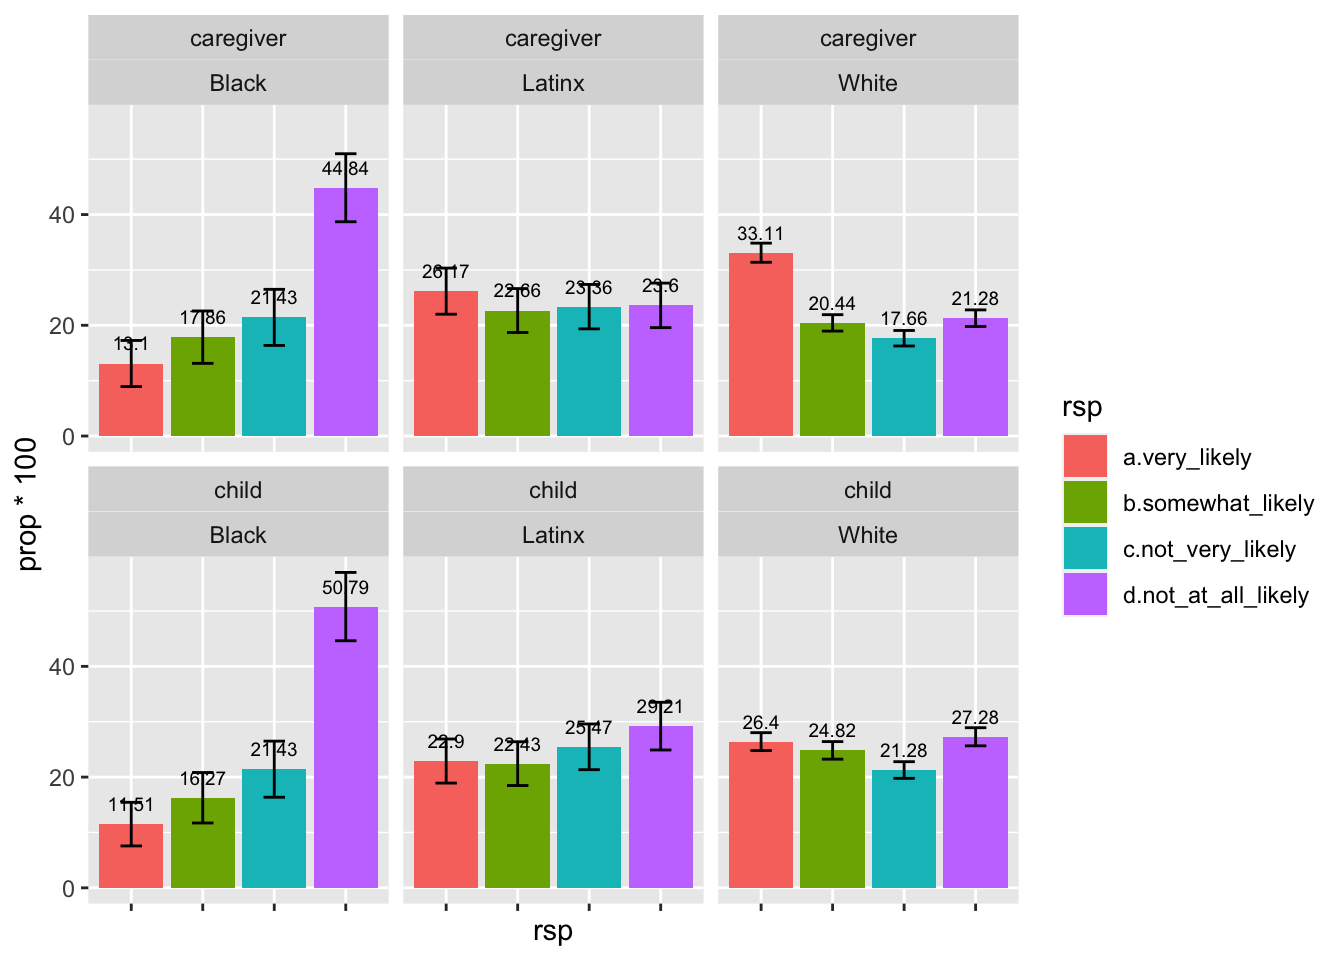 caregiver
Black
caregiver
Latinx
caregiver
White
40
20
0
13.1
17.86
21.43
44.84
26.17
22.66
23.36
23.6
33.11
20.44
17.66
21.28
child
Black
child
Latinx
child
White
40
20
0
11.51
16.27
21.43
50.79
22.9
22.43
25.47
29.21
26.4
24.82
21.28
27.28
prop * 100
rsp
rsp
a.very_likely
b.somewhat_likely
c.not_very_likely
d.not_at_all_likely